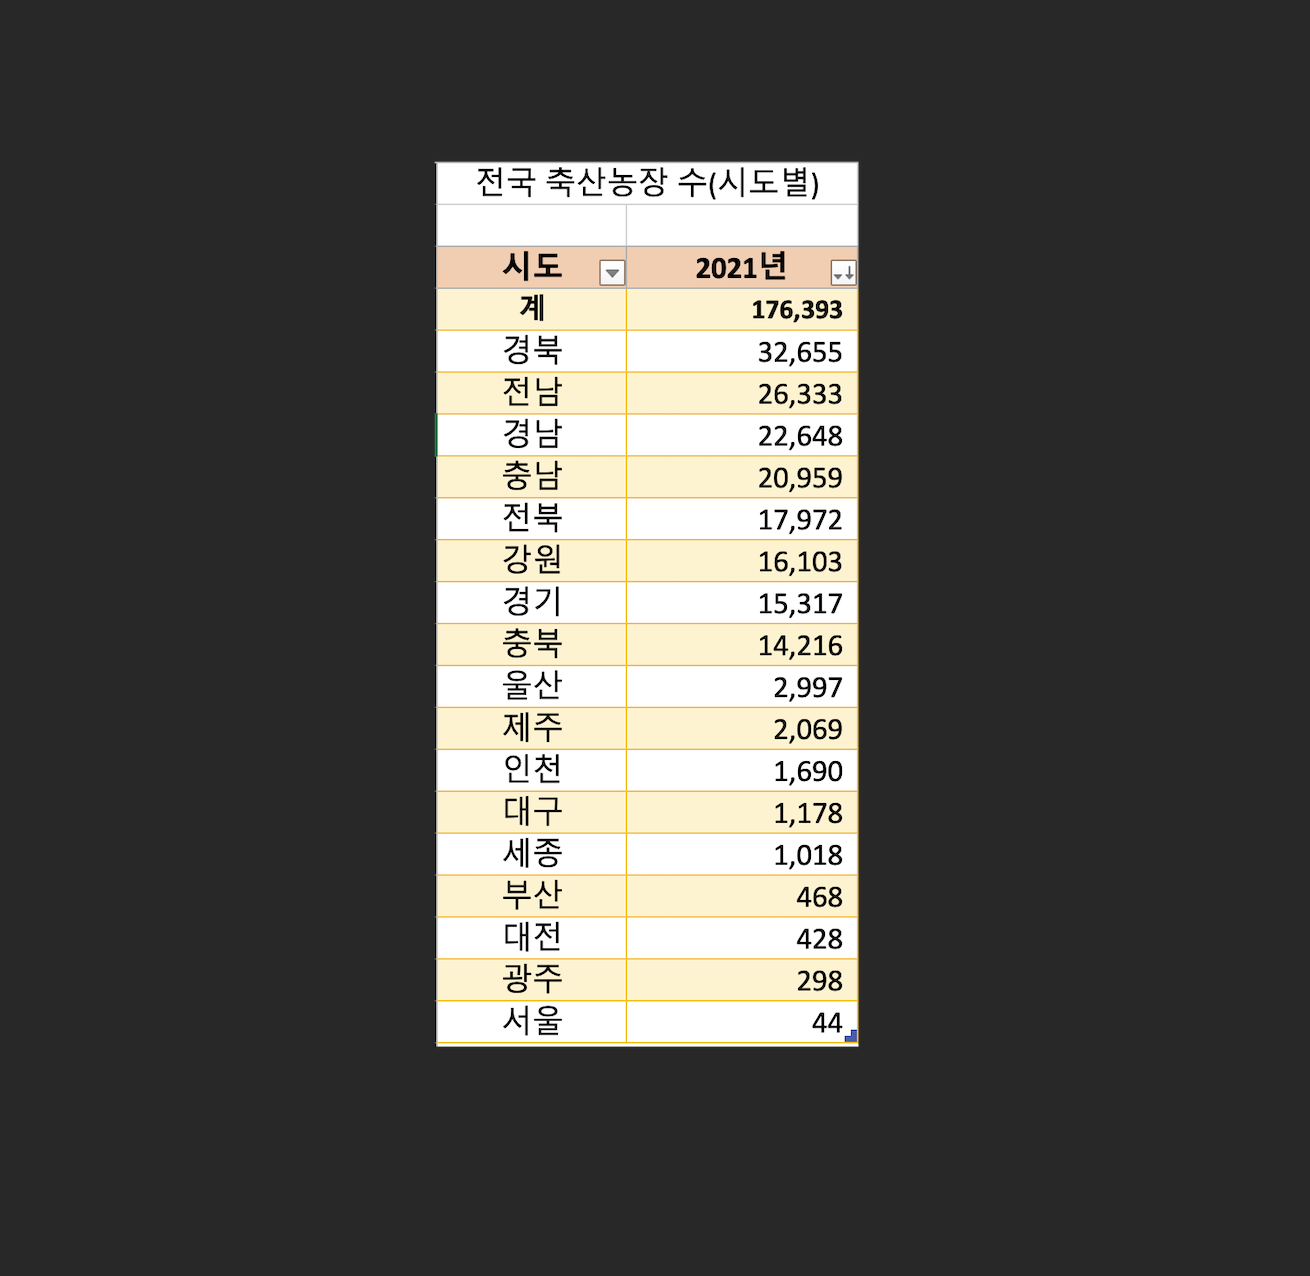 전국 축산농장 수(시도별)
시도 2021년
계 176,393
경북 32,655
전남 26,333
경남 22,648
충남 20,959
전북 17,972
강원 16,103
경기 15,317
충북 14,216
울산 2,997
제주 2,069
인천 1,690
대구 1,178
세종 1,018
부산 468
대전 428
광주 298
서울 44